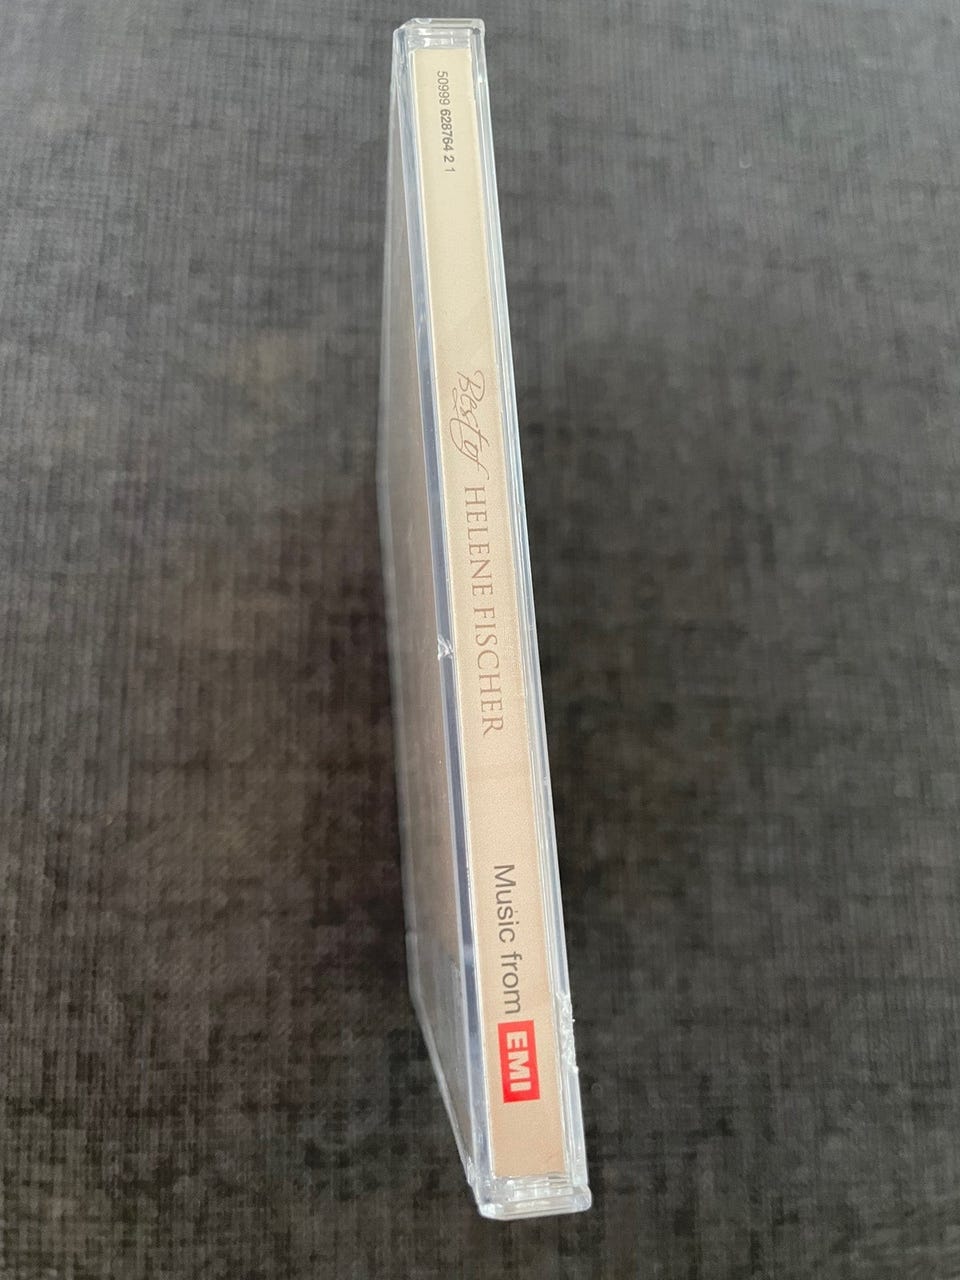 50999 628764 2 1
Best of HELENE FISCHER
Music from EMI